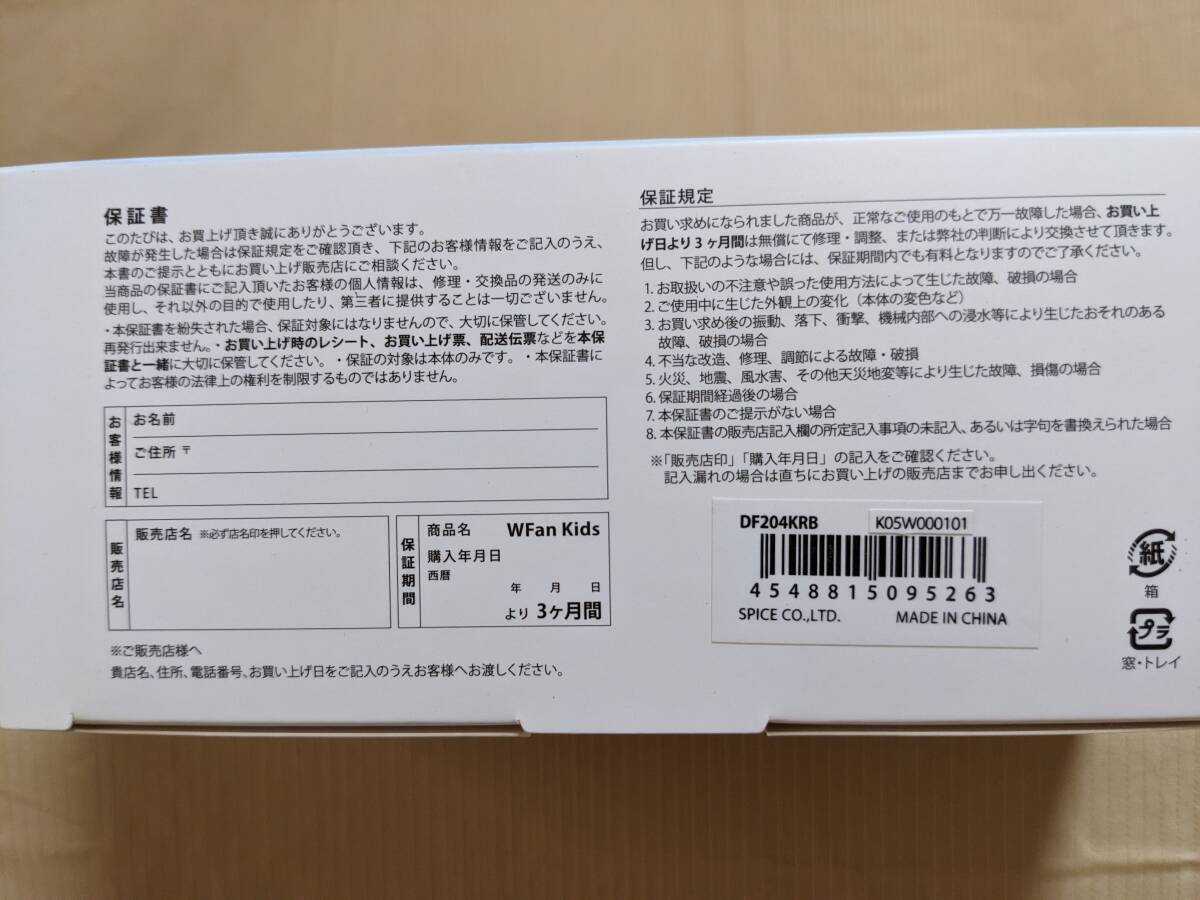 保証書
このたびは、お買上げ頂き誠にありがとうございます。
故障が発生した場合は保証規定をご確認頂き、下記のお客様情報をご記入のうえ、
本書のご提示とともにお買い上げ販売店にご相談ください。
当商品の保証書にご記入頂いたお客様の個人情報は、修理・交換品の発送のみに
使用し、それ以外の目的で使用したり、第三者に提供することは一切ございません。
・本保証書を紛失された場合、保証対象にはなりませんので、大切に保管してください。
再発行出来ません。・お買い上げ時のレシート、お買い上げ票、配送伝票などを本保
証書と一緒に大切に保管してください。・保証の対象は本体のみです。・本保証書に
よってお客様の法律上の権利を制限するものではありません。
お客様情報
お名前
ご住所 〒
TEL
販売店名
販売店名 ※必ず店名印を押してください。
保証期間
商品名 WFan Kids
購入年月日
西暦
年 月 日
より 3ヶ月間
※ご販売店様へ
貴店名、住所、電話番号、お買い上げ日をご記入のうえお客様へお渡しください。
保証規定
お買い求めになられました商品が、正常なご使用のもとで万一故障した場合、お買い上
げ日より3ヶ月間は無償にて修理・調整、または弊社の判断により交換させて頂きます。
但し、下記のような場合には、保証期間内でも有料となりますのでご了承ください。
1. お取扱いの不注意や誤った使用方法によって生じた故障、破損の場合
2. ご使用中に生じた外観上の変化（本体の変色など）
3. お買い求め後の振動、落下、衝撃、機械内部への浸水等により生じたおそれのある
故障、破損の場合
4. 不当な改造、修理、調節による故障・破損
5. 火災、地震、風水害、その他天災地変等により生じた故障、損傷の場合
6. 保証期間経過後の場合
7. 本保証書のご提示がない場合
8. 本保証書の販売店記入欄の所定記入事項の未記入、あるいは字句を書換えられた場合
※「販売店印」「購入年月日」の記入をご確認ください。
記入漏れの場合は直ちにお買い上げの販売店までお申し出ください。
DF204KRB K05W000101
4548815095263
SPICE CO.,LTD. MADE IN CHINA
紙
箱
プラ
窓・トレイ